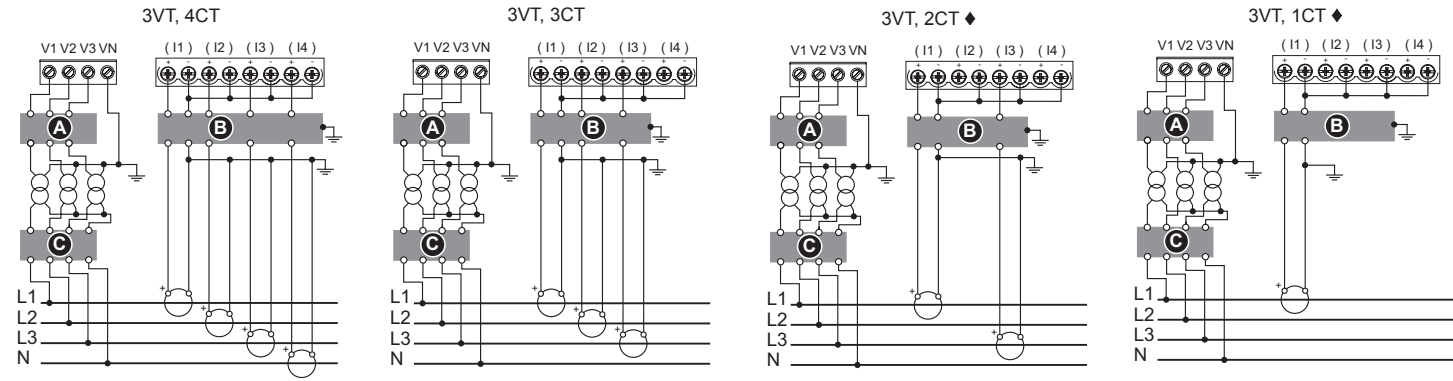 3VT, 4CT
V1 V2 V3 VN
( I1 ) ( I2 ) ( I3 ) ( I4 )
+ - + - + - + -
A
B
C
+
L1
+
L2
+
L3
+
N
3VT, 3CT
V1 V2 V3 VN
( I1 ) ( I2 ) ( I3 ) ( I4 )
+ - + - + - + -
A
B
C
+
L1
+
L2
+
L3
N
3VT, 2CT ♦
V1 V2 V3 VN
( I1 ) ( I2 ) ( I3 ) ( I4 )
+ - + - + - + -
A
B
C
+
L1
L2
+
L3
N
3VT, 1CT ♦
V1 V2 V3 VN
( I1 ) ( I2 ) ( I3 ) ( I4 )
+ - + - + - + -
A
B
C
+
L1
L2
L3
N